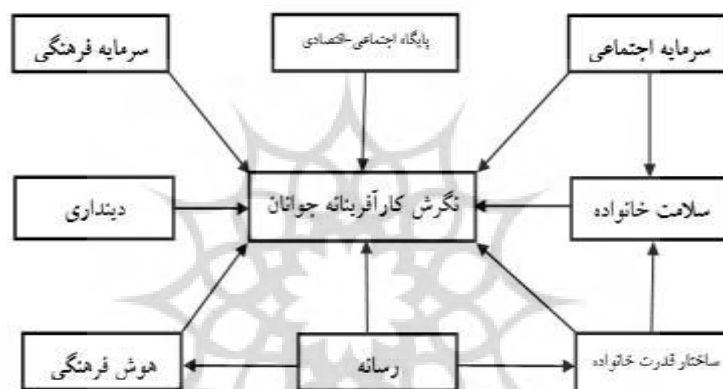 سرمایه اجتماعی
پایگاه اجتماعی-اقتصادی
سرمایه فرهنگی
سلامت خانواده
نگرش کارآفرینانه جوانان
دینداری
ساختار قدرت خانواده
رسانه
هوش فرهنگی